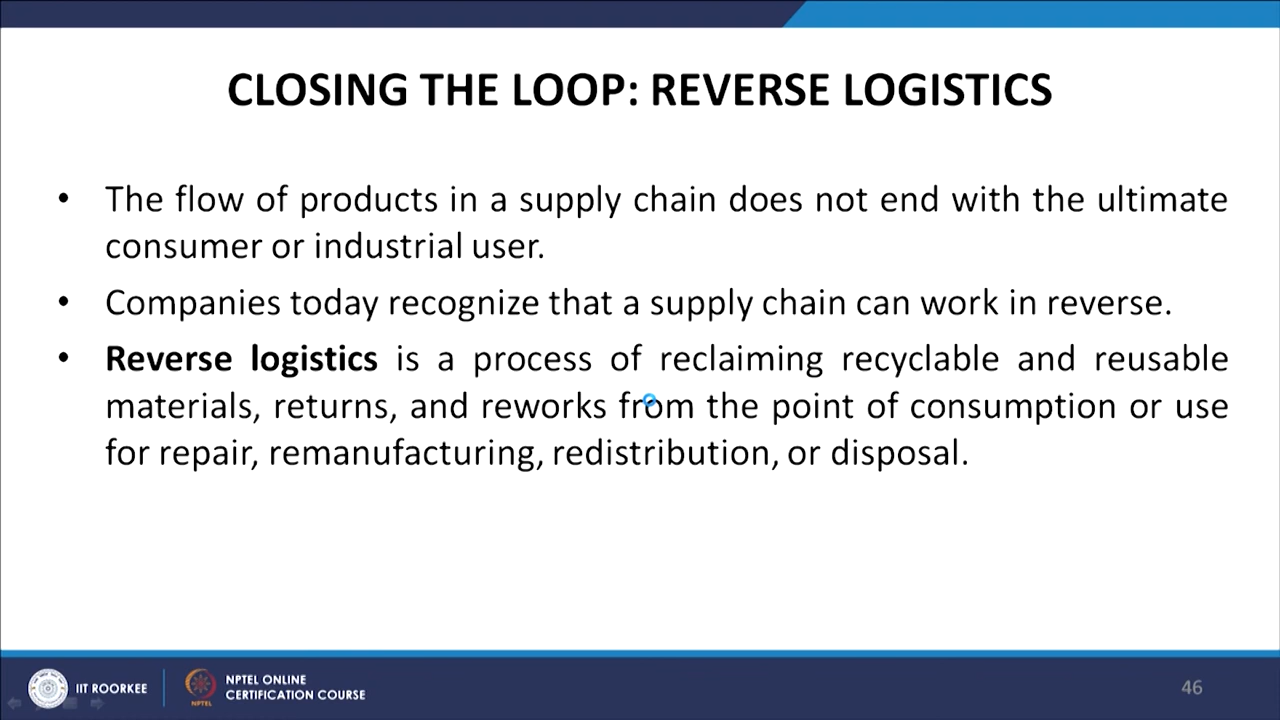 CLOSING THE LOOP: REVERSE LOGISTICS
• The flow of products in a supply chain does not end with the ultimate
consumer or industrial user.
• Companies today recognize that a supply chain can work in reverse.
• Reverse logistics is a process of reclaiming recyclable and reusable
materials, returns, and reworks from the point of consumption or use
for repair, remanufacturing, redistribution, or disposal.
IIT ROORKEE
NPTEL
NPTEL ONLINE
CERTIFICATION COURSE
46